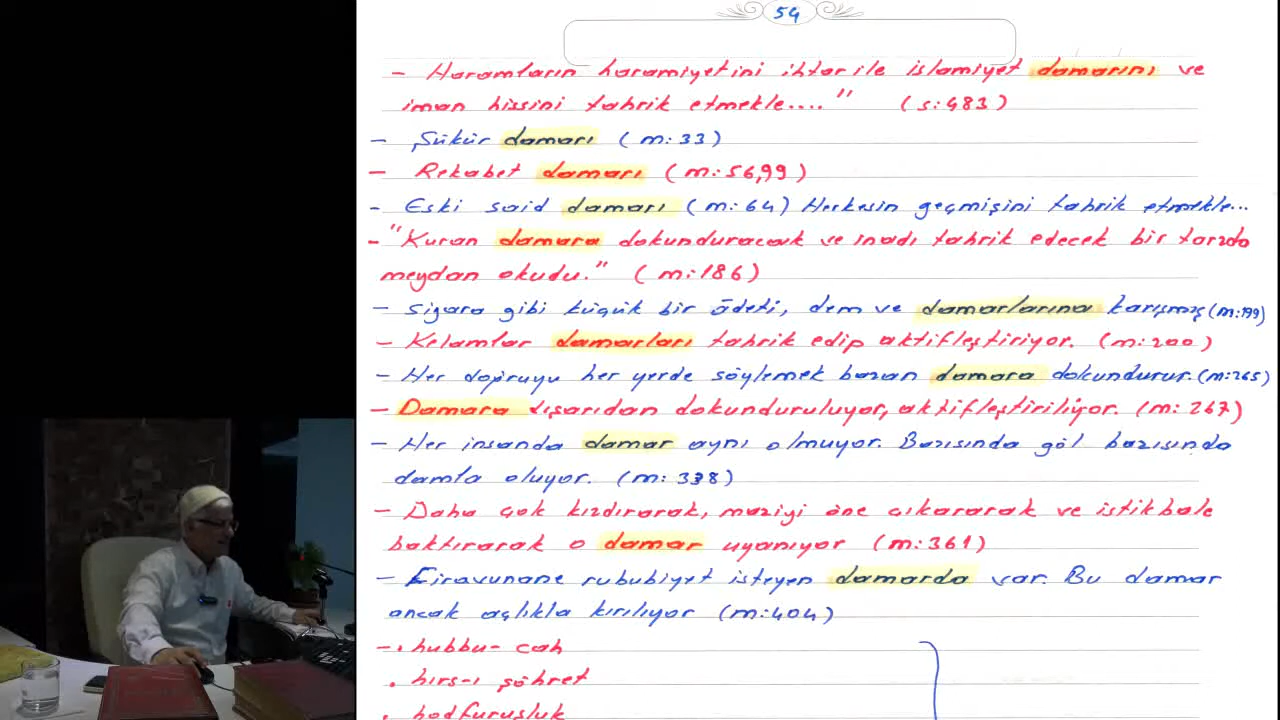 54
- Haramların haramiyetini ihtar ile islamiyet damarını ve
iman hissini tahrik etmekle...." (s:483)
- Şükür damarı (m:33)
- Rekabet damarı (m:56,99)
- Eski said damarı (m:64) Herkesin geçmişini tahrik etmekle...
- "Kuran damara dokunduracak ve inadı tahrik edecek bir tarzda
meydan okudu." (m:186)
- Sigara gibi küçük bir âdeti, dem ve damarlarına karışmış (m:199)
- Kelamlar damarları tahrik edip aktifleştiriyor. (m:200)
- Her doğruyu her yerde söylemek bazan damara dokundurur. (m:265)
- Damara dışarıdan dokunduruluyor, aktifleştiriliyor. (m:267)
- Her insanda damar aynı olmuyor. Bazısında göl bazısında
damla oluyor. (m:338)
- Daha çok kızdırarak, maziyi öne çıkararak ve istikbale
baktırarak o damar uyanıyor (m:361)
- Firavunane rububiyet isteyen damarda var. Bu damar
ancak açlıkla kırılıyor (m:404)
- . hubbu-cah
. hırs-ı şöhret
. hodfuruşluk